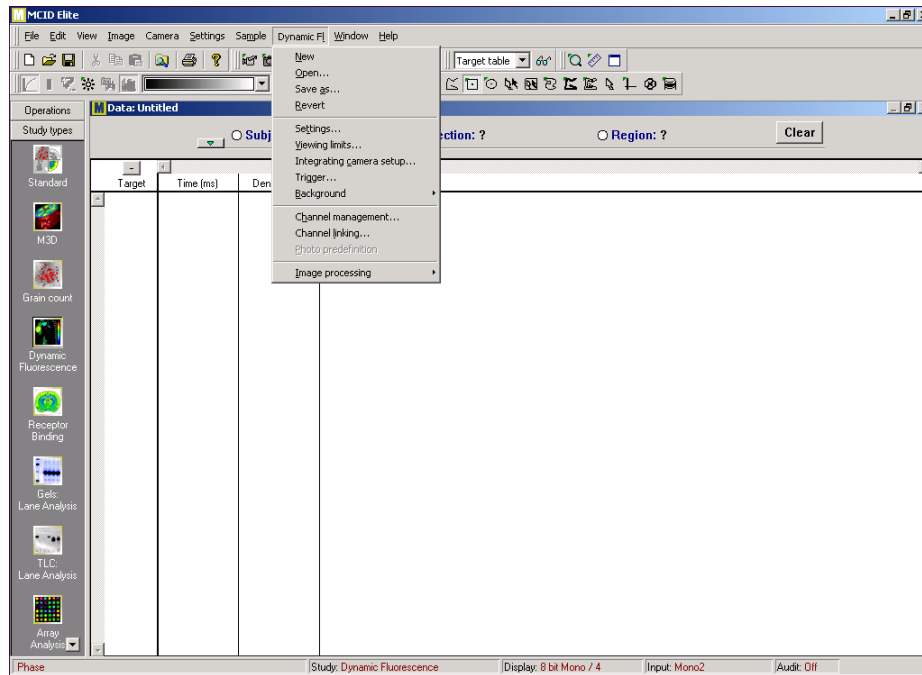 MCID Elite
File Edit View Image Camera Settings Sample Dynamic Fl Window Help
Target table
Operations
Study types
Standard
M3D
Grain count
Dynamic
Fluorescence
Receptor
Binding
Gels:
Lane Analysis
TLC:
Lane Analysis
Array
Analysis
Data: Untitled
Subj
ection: ?
Region: ?
Clear
Target Time (ms) Den
New
Open...
Save as...
Revert
Settings...
Viewing limits...
Integrating camera setup...
Trigger...
Background
Channel management...
Channel linking...
Photo predefinition
Image processing
Phase Study: Dynamic Fluorescence Display: 8 bit Mono / 4 Input: Mono2 Audit: Off